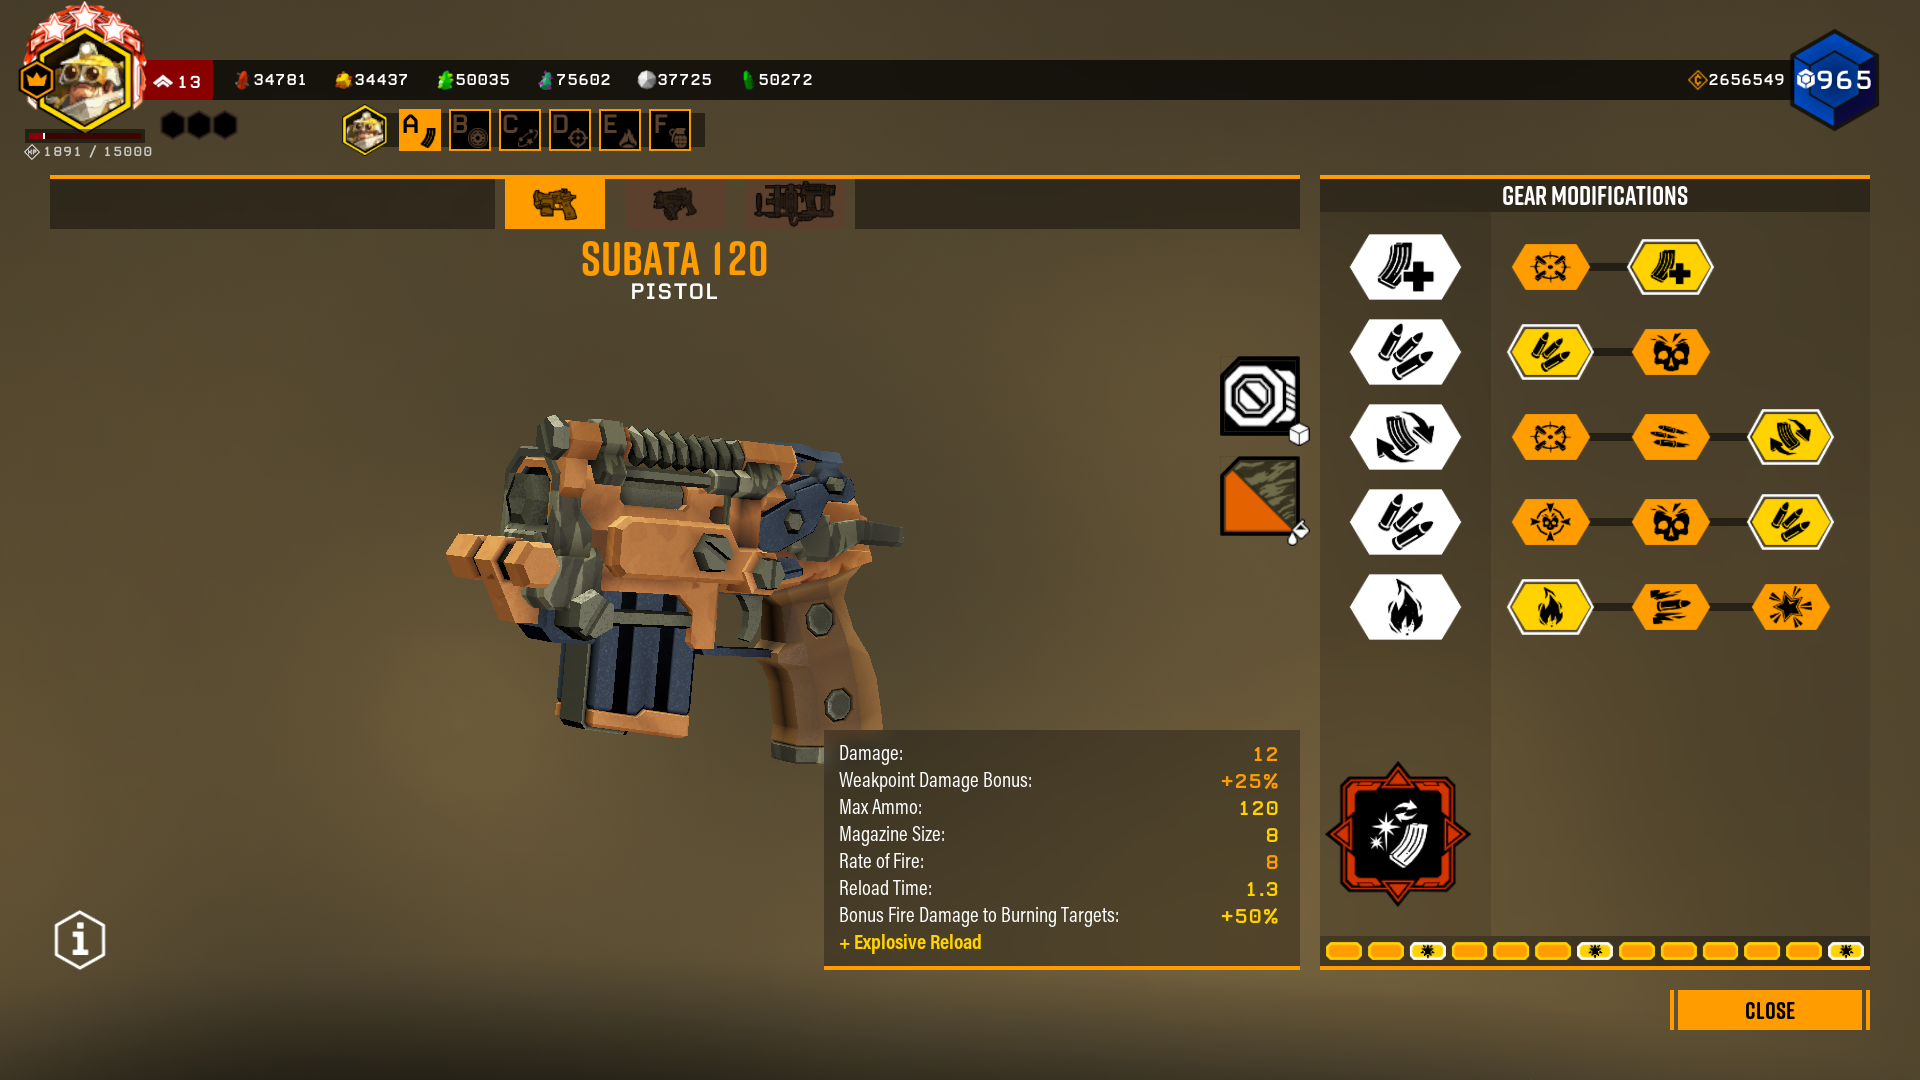 13
34781 34437 50035 75602 37725 50272
2656549
965
1891 / 15000
A B C D E F
SUBATA 120
PISTOL
GEAR MODIFICATIONS
Damage: 12
Weakpoint Damage Bonus: +25%
Max Ammo: 120
Magazine Size: 8
Rate of Fire: 8
Reload Time: 1.3
Bonus Fire Damage to Burning Targets: +50%
+ Explosive Reload
CLOSE